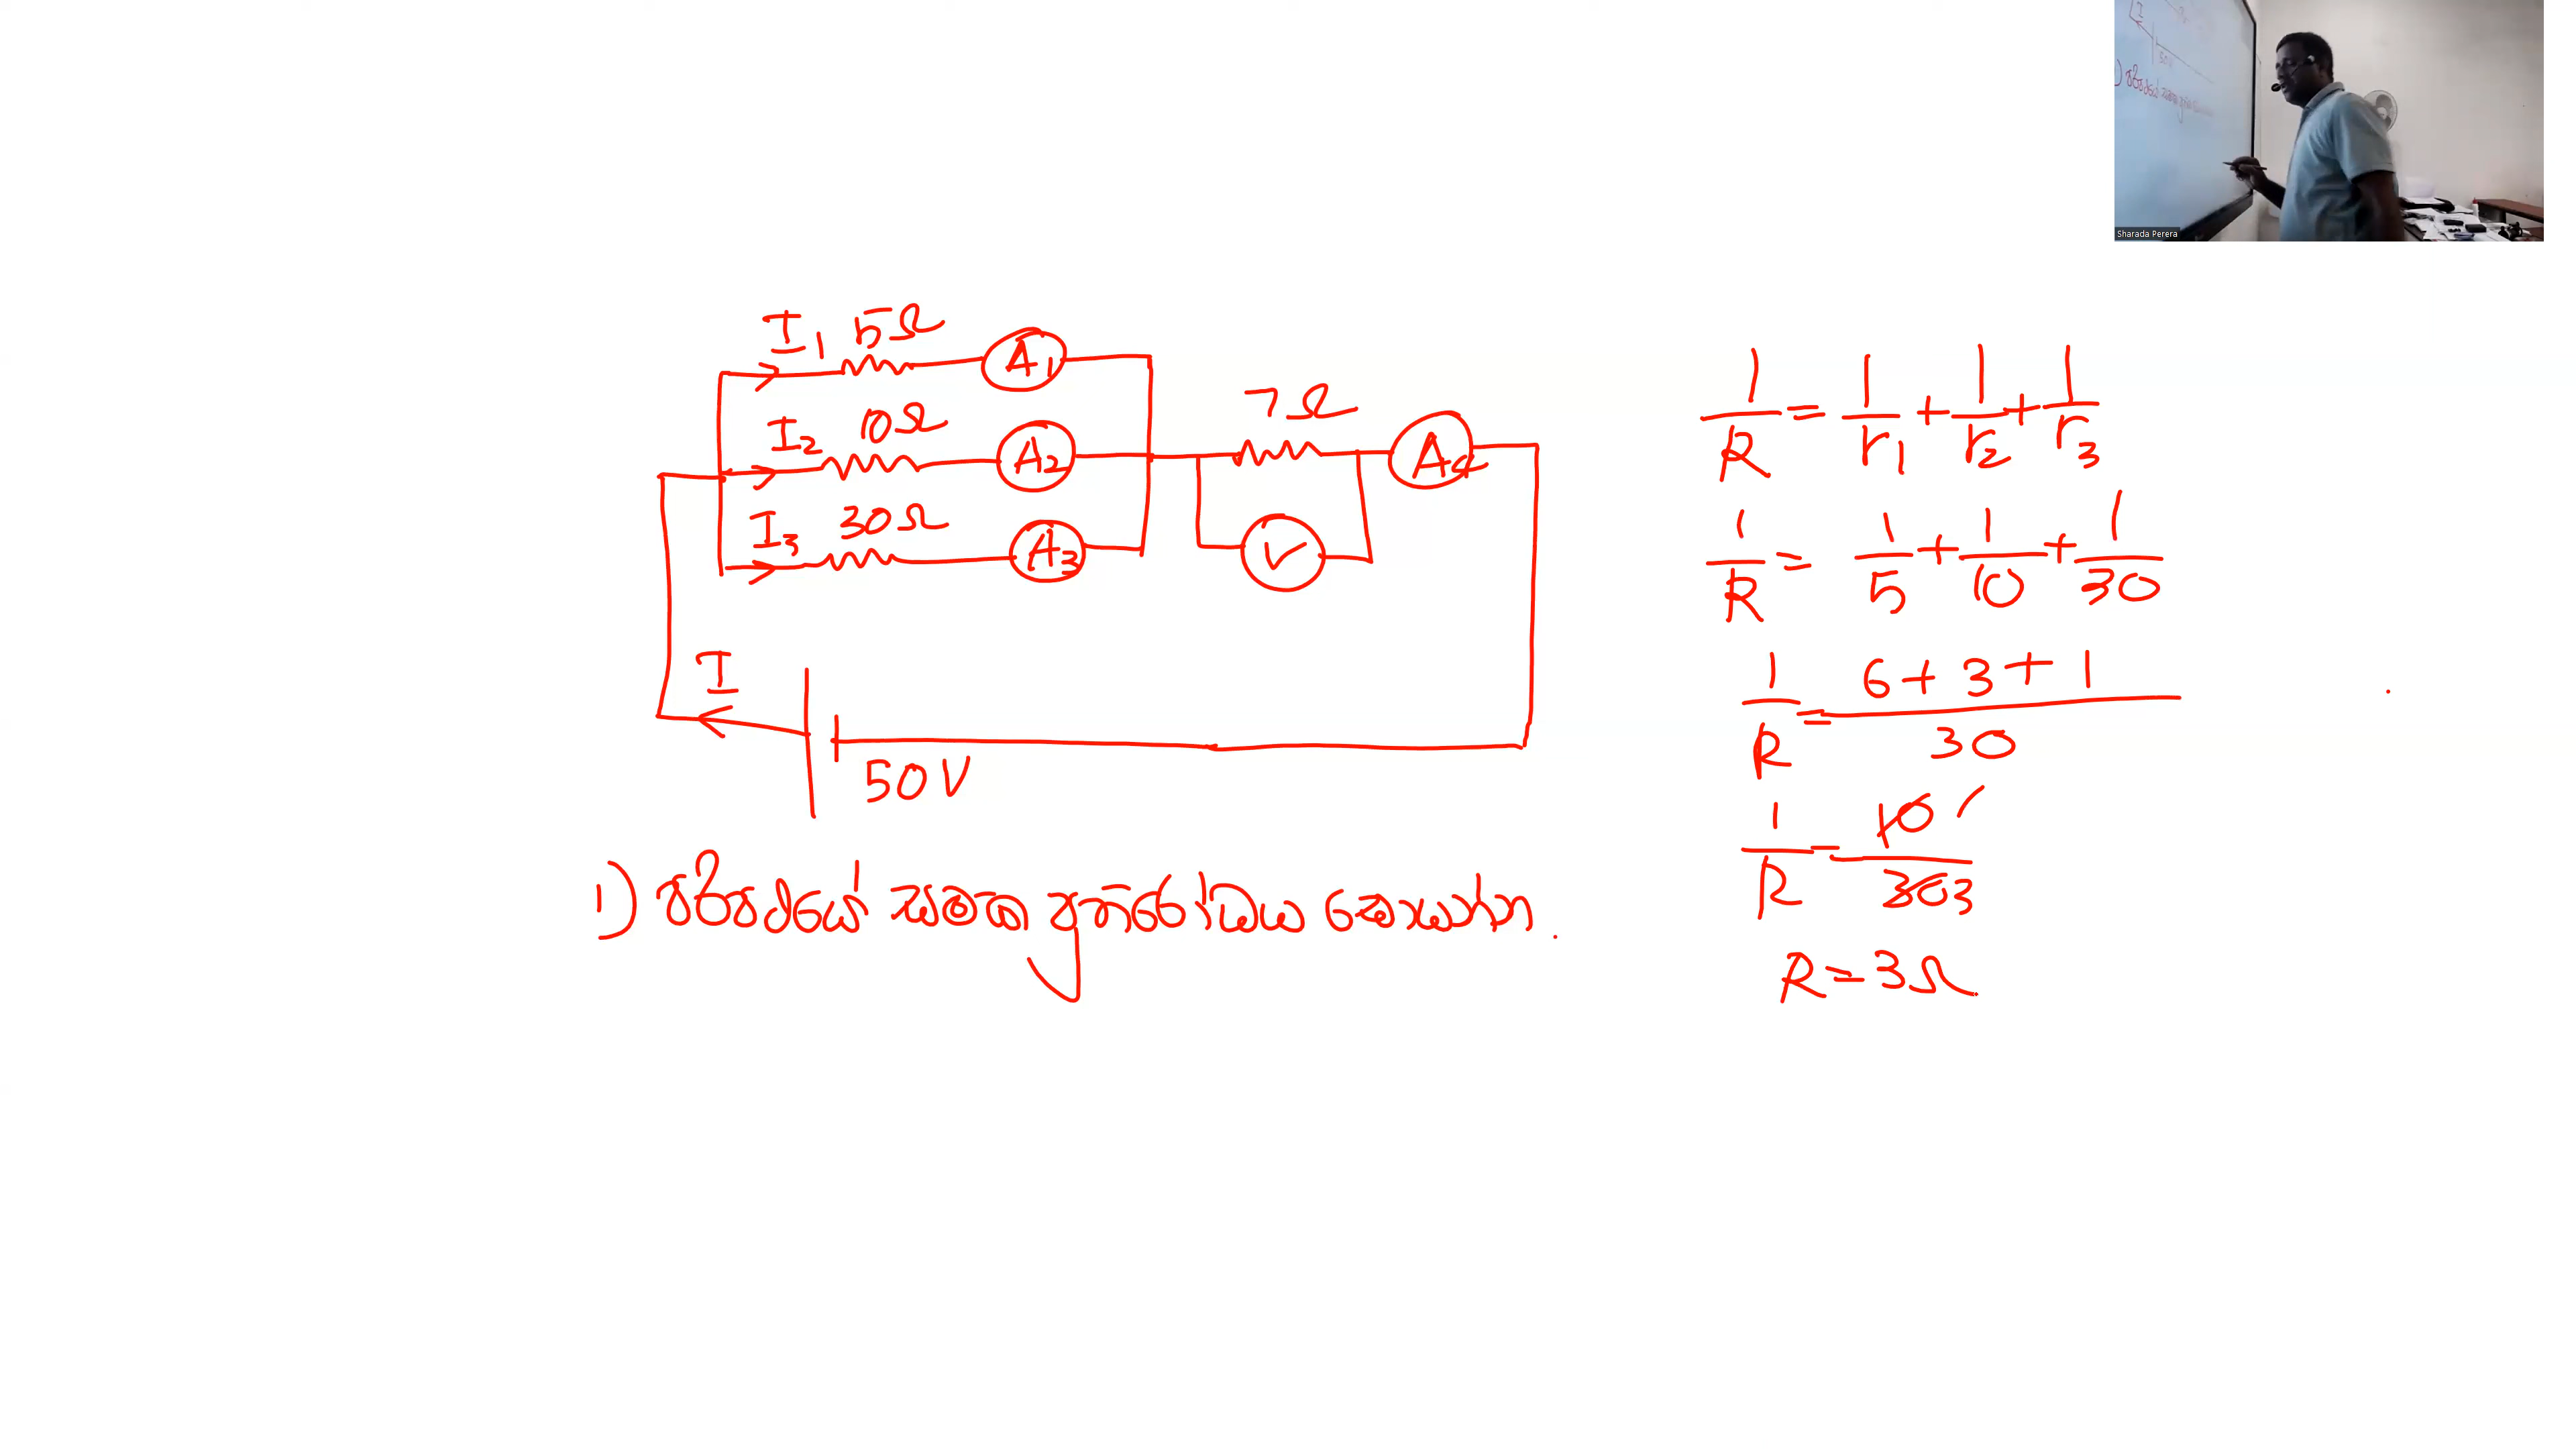 Sharada Perera
I1 5Ω A1
I2 10Ω A2
I3 30Ω A3
7Ω A4
V
I
50V
1) පරිපථයේ සමක ප්‍රතිරෝධය සොයන්න.
1/R = 1/r1 + 1/r2 + 1/r3
1/R = 1/5 + 1/10 + 1/30
1/R = 6 + 3 + 1 / 30
1/R = 10 1 / 30 3
R = 3Ω